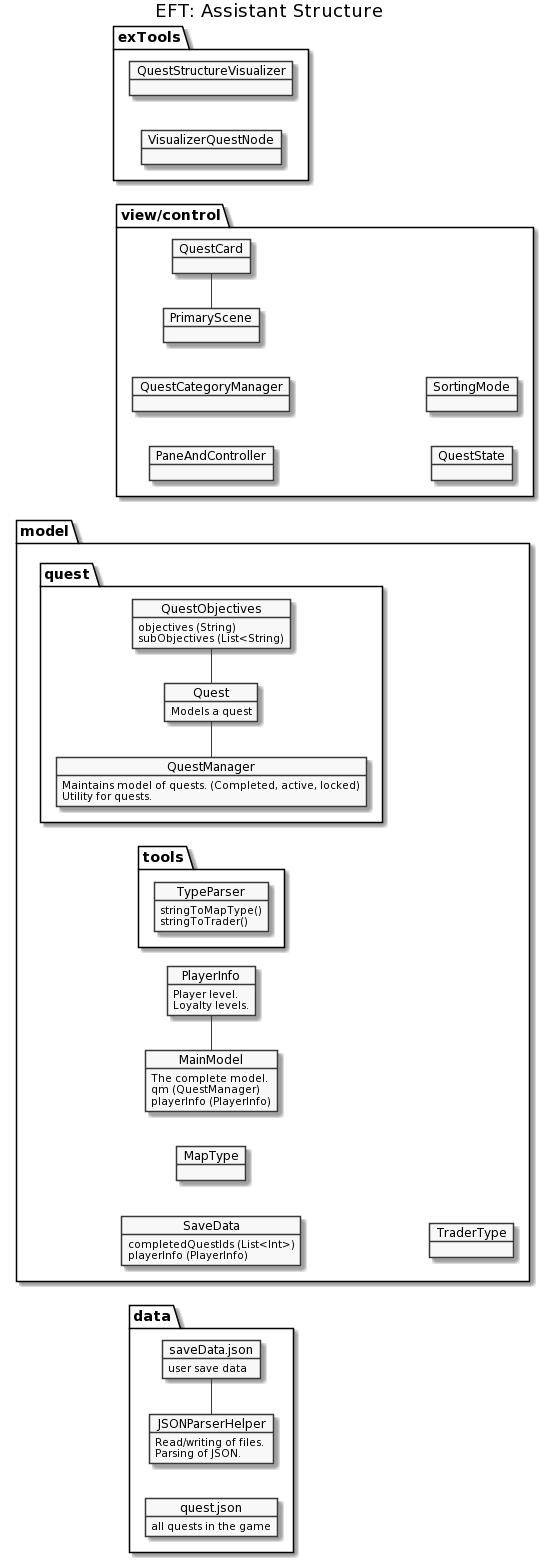 EFT: Assistant Structure
exTools
QuestStructureVisualizer
VisualizerQuestNode
view/control
QuestCard
PrimaryScene
QuestCategoryManager
SortingMode
PaneAndController
QuestState
model
quest
QuestObjectives
objectives (String)
subObjectives (List<String)
Quest
Models a quest
QuestManager
Maintains model of quests. (Completed, active, locked)
Utility for quests.
tools
TypeParser
stringToMapType()
stringToTrader()
PlayerInfo
Player level.
Loyalty levels.
MainModel
The complete model.
qm (QuestManager)
playerInfo (PlayerInfo)
MapType
SaveData
completedQuestIds (List<Int>)
playerInfo (PlayerInfo)
TraderType
data
saveData.json
user save data
JSONParserHelper
Read/writing of files.
Parsing of JSON.
quest.json
all quests in the game